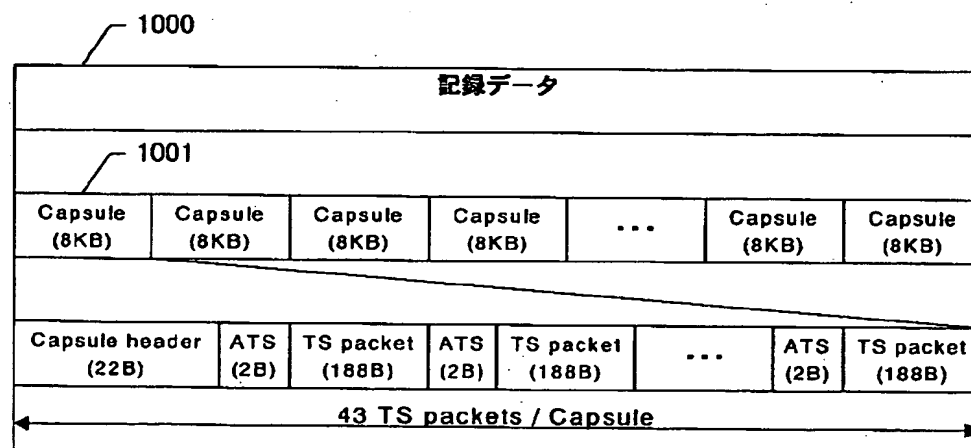 1000
記録データ
1001
Capsule
(8KB)
Capsule
(8KB)
Capsule
(8KB)
Capsule
(8KB)
...
Capsule
(8KB)
Capsule
(8KB)
Capsule header
(22B)
ATS
(2B)
TS packet
(188B)
ATS
(2B)
TS packet
(188B)
...
ATS
(2B)
TS packet
(188B)
43 TS packets / Capsule